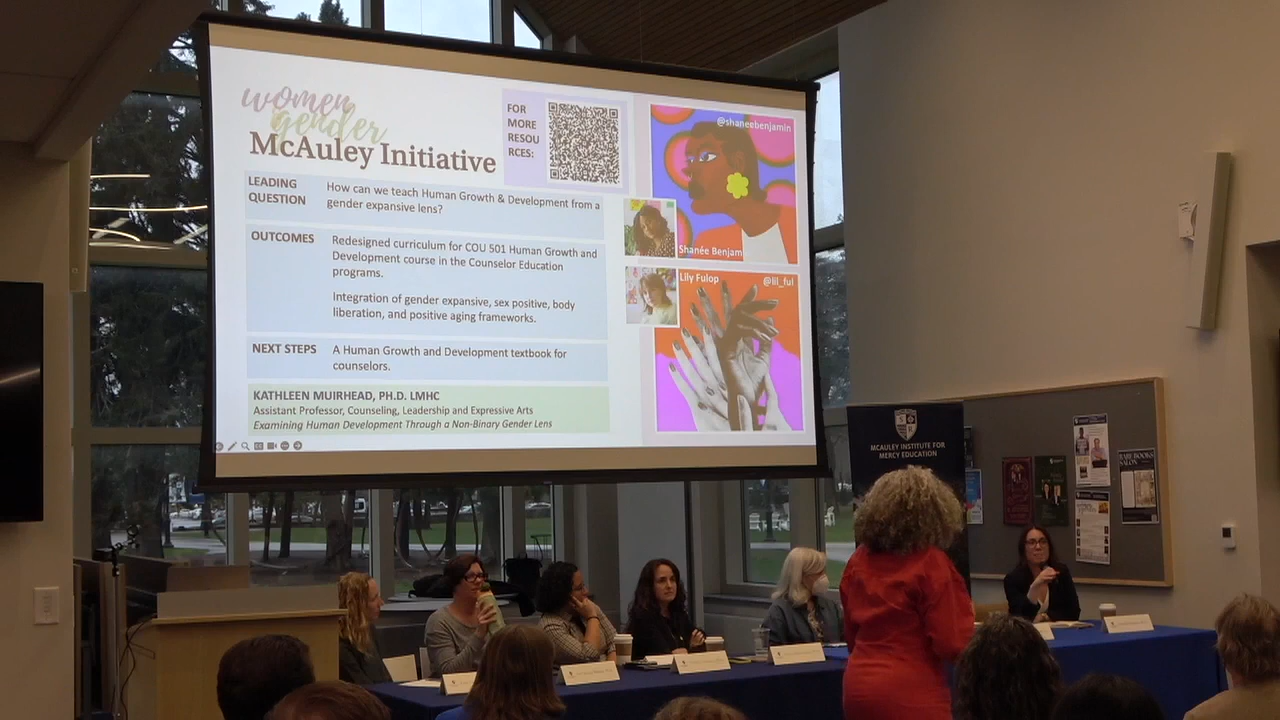 women
gender
McAuley Initiative
FOR
MORE
RESOU
RCES:
LEADING
QUESTION
How can we teach Human Growth & Development from a
gender expansive lens?
OUTCOMES
Redesigned curriculum for COU 501 Human Growth and
Development course in the Counselor Education
programs.
Integration of gender expansive, sex positive, body
liberation, and positive aging frameworks.
NEXT STEPS
A Human Growth and Development textbook for
counselors.
KATHLEEN MUIRHEAD, PH.D. LMHC
Assistant Professor, Counseling, Leadership and Expressive Arts
Examining Human Development Through a Non-Binary Gender Lens
@shaneebenjamin
Shanée Benjam
Lily Fulop
@lil_ful
MCAULEY INSTITUTE FOR
MERCY EDUCATION
RARE BOOKS
SALON